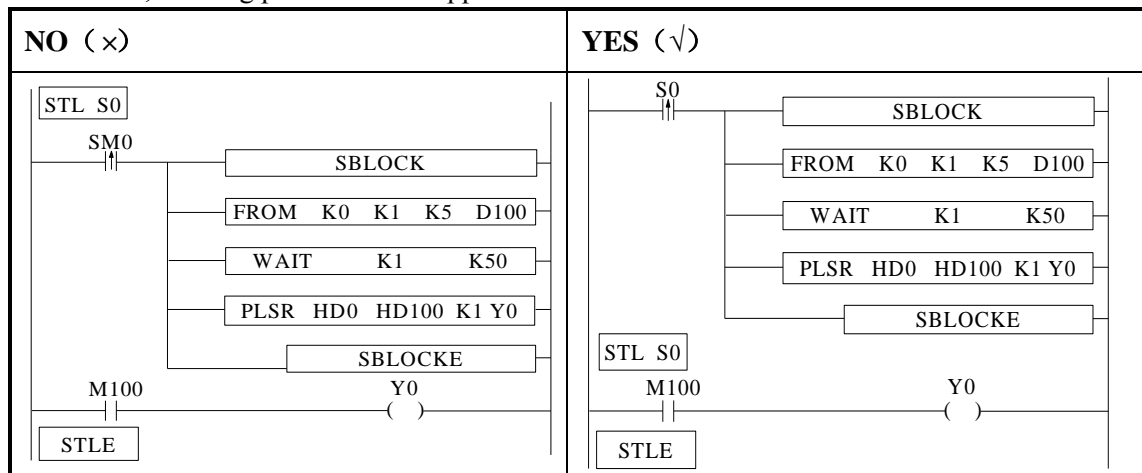 NO (×)
YES (√)
STL S0
SM0
SBLOCK
FROM K0 K1 K5 D100
WAIT K1 K50
PLSR HD0 HD100 K1 Y0
SBLOCKE
M100
Y0
STLE
S0
SBLOCK
FROM K0 K1 K5 D100
WAIT K1 K50
PLSR HD0 HD100 K1 Y0
SBLOCKE
STL S0
M100
Y0
STLE